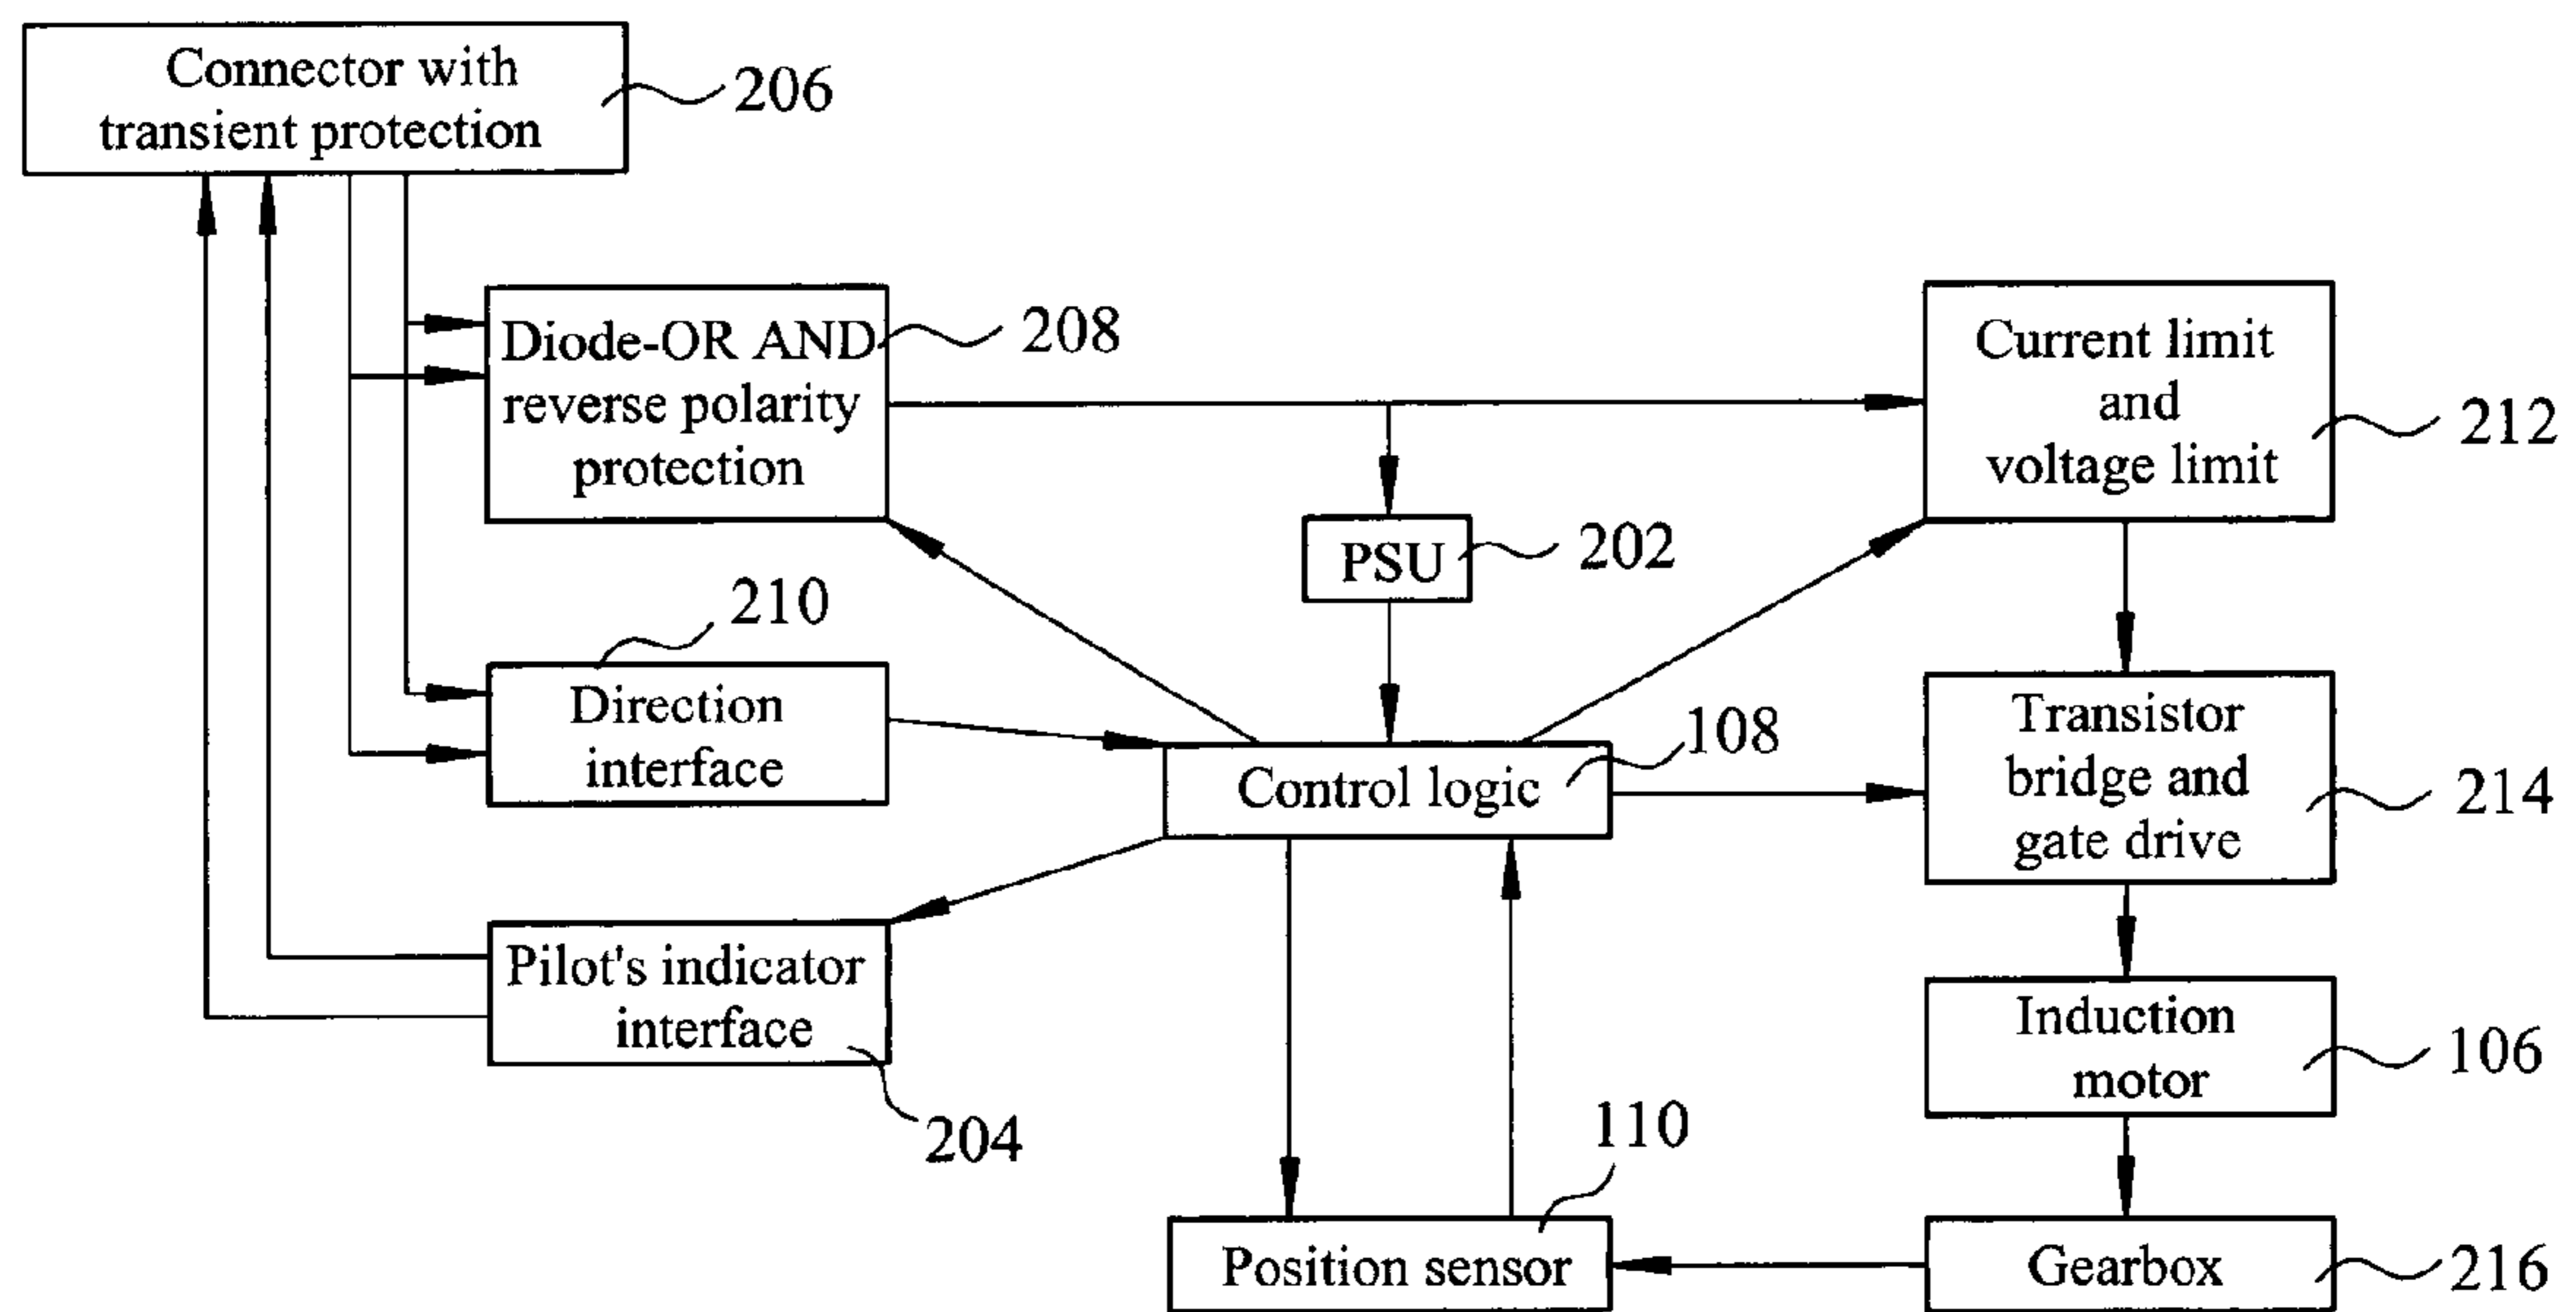 Connector with
transient protection
206
Diode-OR AND
reverse polarity
protection
208
Current limit
and
voltage limit
212
PSU
202
210
Direction
interface
Control logic
108
Transistor
bridge and
gate drive
214
Pilot's indicator
interface
204
Induction
motor
106
110
Position sensor
Gearbox
216